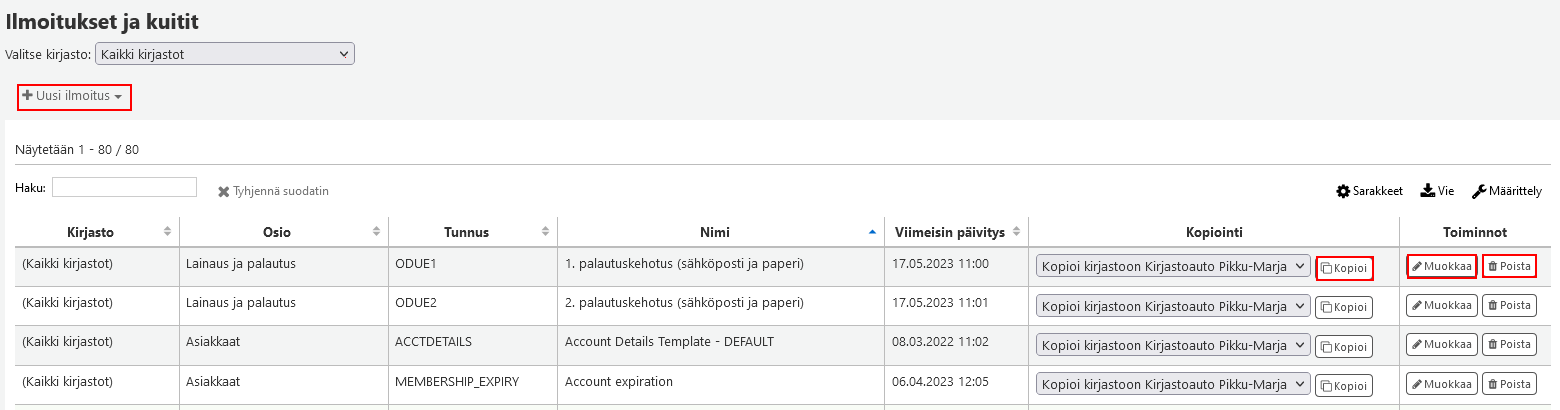 Ilmoitukset ja kuitit
Valitse kirjasto: Kaikki kirjastot
Uusi ilmoitus
Näytetään 1 - 80 / 80
Haku: Tyhjennä suodatin Sarakkeet Vie Määrittely
Kirjasto Osio Tunnus Nimi Viimeisin päivitys Kopiointi Toiminnot
(Kaikki kirjastot) Lainaus ja palautus ODUE1 1. palautuskehotus (sähköposti ja paperi) 17.05.2023 11:00 Kopioi kirjastoon Kirjastoauto Pikku-Marja Kopioi Muokkaa Poista
(Kaikki kirjastot) Lainaus ja palautus ODUE2 2. palautuskehotus (sähköposti ja paperi) 17.05.2023 11:01 Kopioi kirjastoon Kirjastoauto Pikku-Marja Kopioi Muokkaa Poista
(Kaikki kirjastot) Asiakkaat ACCTDETAILS Account Details Template - DEFAULT 08.03.2022 11:02 Kopioi kirjastoon Kirjastoauto Pikku-Marja Kopioi Muokkaa Poista
(Kaikki kirjastot) Asiakkaat MEMBERSHIP_EXPIRY Account expiration 06.04.2023 12:05 Kopioi kirjastoon Kirjastoauto Pikku-Marja Kopioi Muokkaa Poista